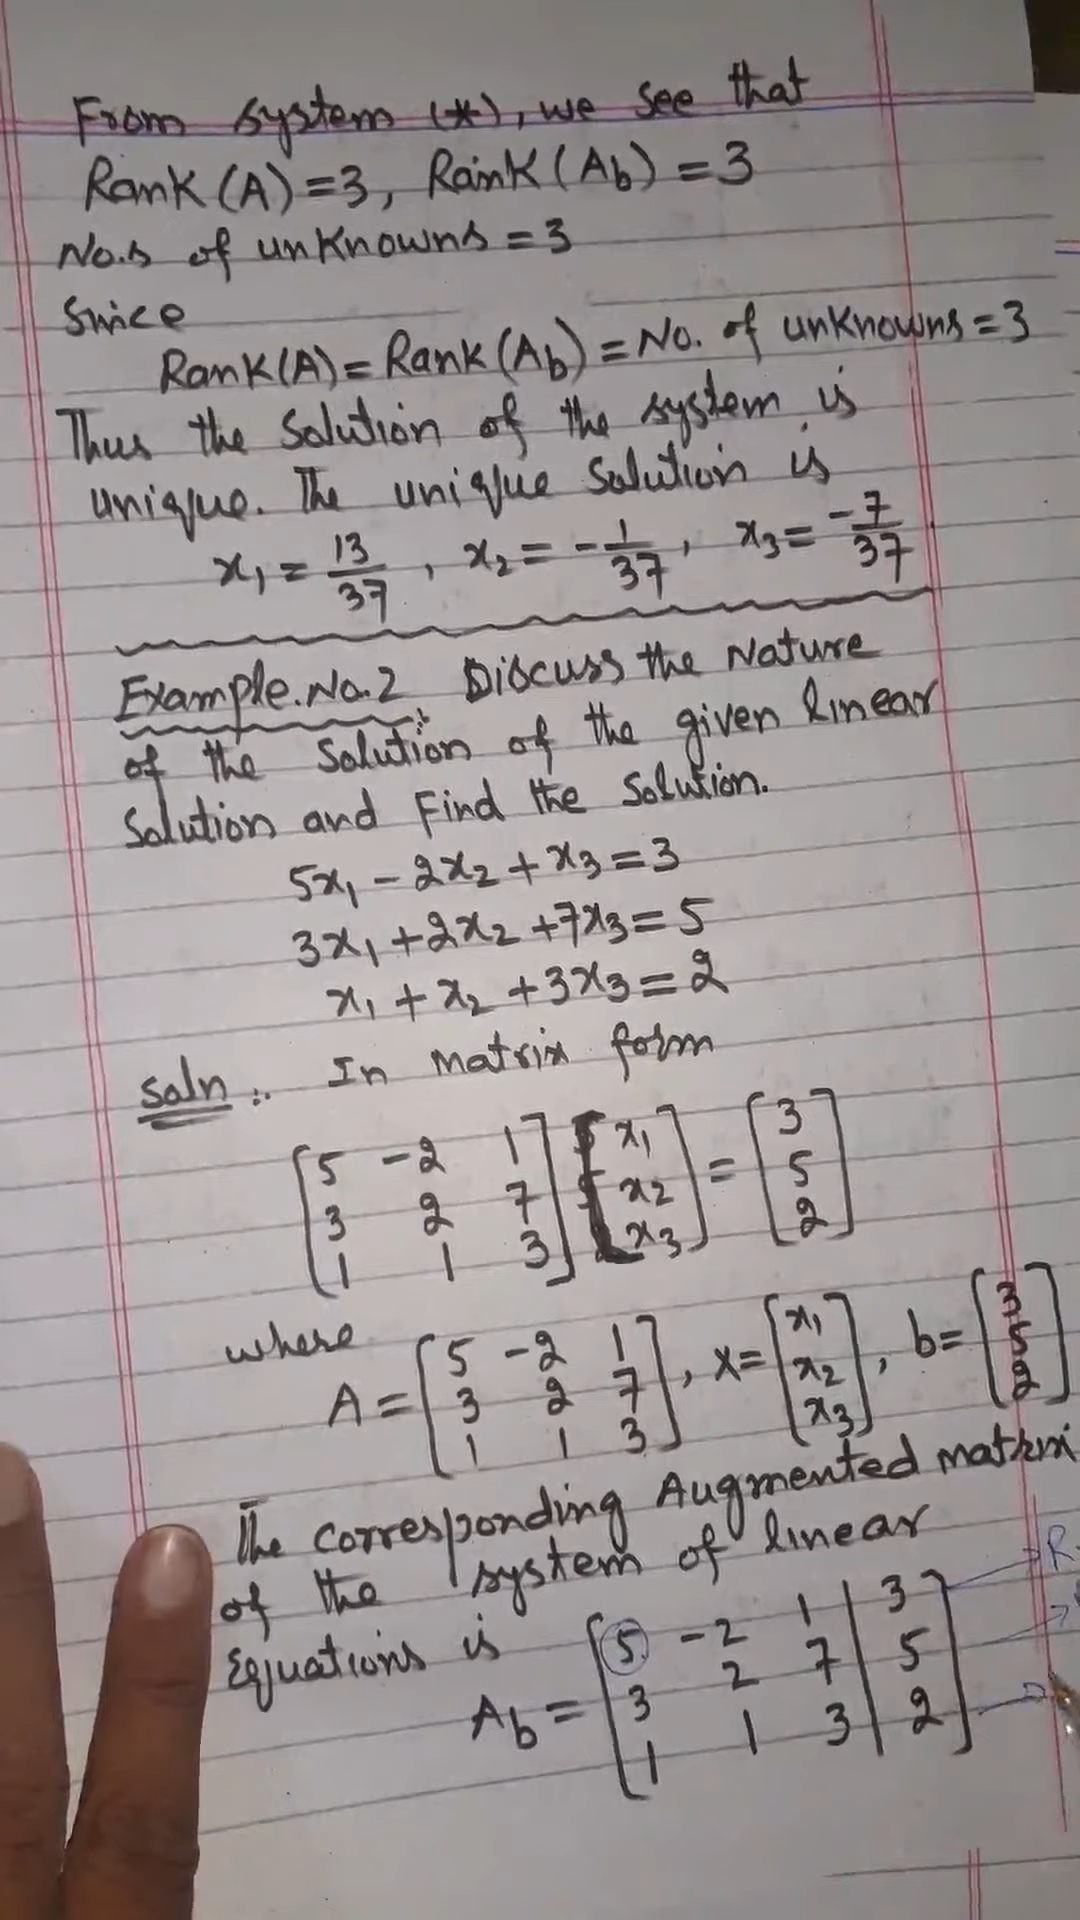 From system (*), we see that
Rank (A) = 3, Rank (Ab) = 3
No.s of unknowns = 3
Since
Rank(A) = Rank (Ab) = No. of unknowns = 3
Thus the solution of the system is
unique. The unique solution is
x₁ = 13/37, x₂ = -1/37, x₃ = -7/37.
Example.No.2 Discuss the Nature
of the solution of the given linear
Solution and Find the solution.
5x₁ - 2x₂ + x₃ = 3
3x₁ + 2x₂ + 7x₃ = 5
x₁ + x₂ + 3x₃ = 2
Soln :. In matrix form
[5 -2 1] [x₁] = [3]
[3 2 7] [x₂] [5]
[1 1 3] [x₃] [2]
where
A = [5 -2 1], x = [x₁], b = [3]
[3 2 7] [x₂] [5]
[1 1 3] [x₃] [2]
The corresponding Augmented matrix
of the system of linear
Equations is
Ab = [5 -2 1 | 3] → R
[3 2 7 | 5] →
[1 1 3 | 2] →